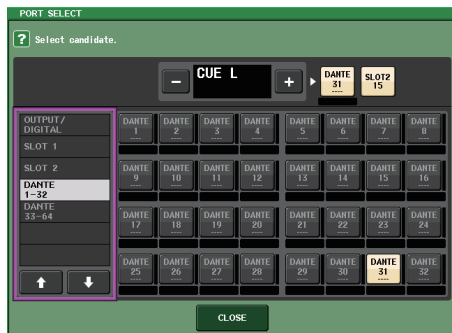 PORT SELECT
? Select candidate.
− CUE L + DANTE 31 ---- SLOT2 15
OUTPUT/
DIGITAL
SLOT 1
SLOT 2
DANTE
1-32
DANTE
33-64
DANTE 1 ---- DANTE 2 ---- DANTE 3 ---- DANTE 4 ---- DANTE 5 ---- DANTE 6 ---- DANTE 7 ---- DANTE 8 ----
DANTE 9 ---- DANTE 10 ---- DANTE 11 ---- DANTE 12 ---- DANTE 13 ---- DANTE 14 ---- DANTE 15 ---- DANTE 16 ----
DANTE 17 ---- DANTE 18 ---- DANTE 19 ---- DANTE 20 ---- DANTE 21 ---- DANTE 22 ---- DANTE 23 ---- DANTE 24 ----
DANTE 25 ---- DANTE 26 ---- DANTE 27 ---- DANTE 28 ---- DANTE 29 ---- DANTE 30 ---- DANTE 31 ---- DANTE 32 ----
CLOSE